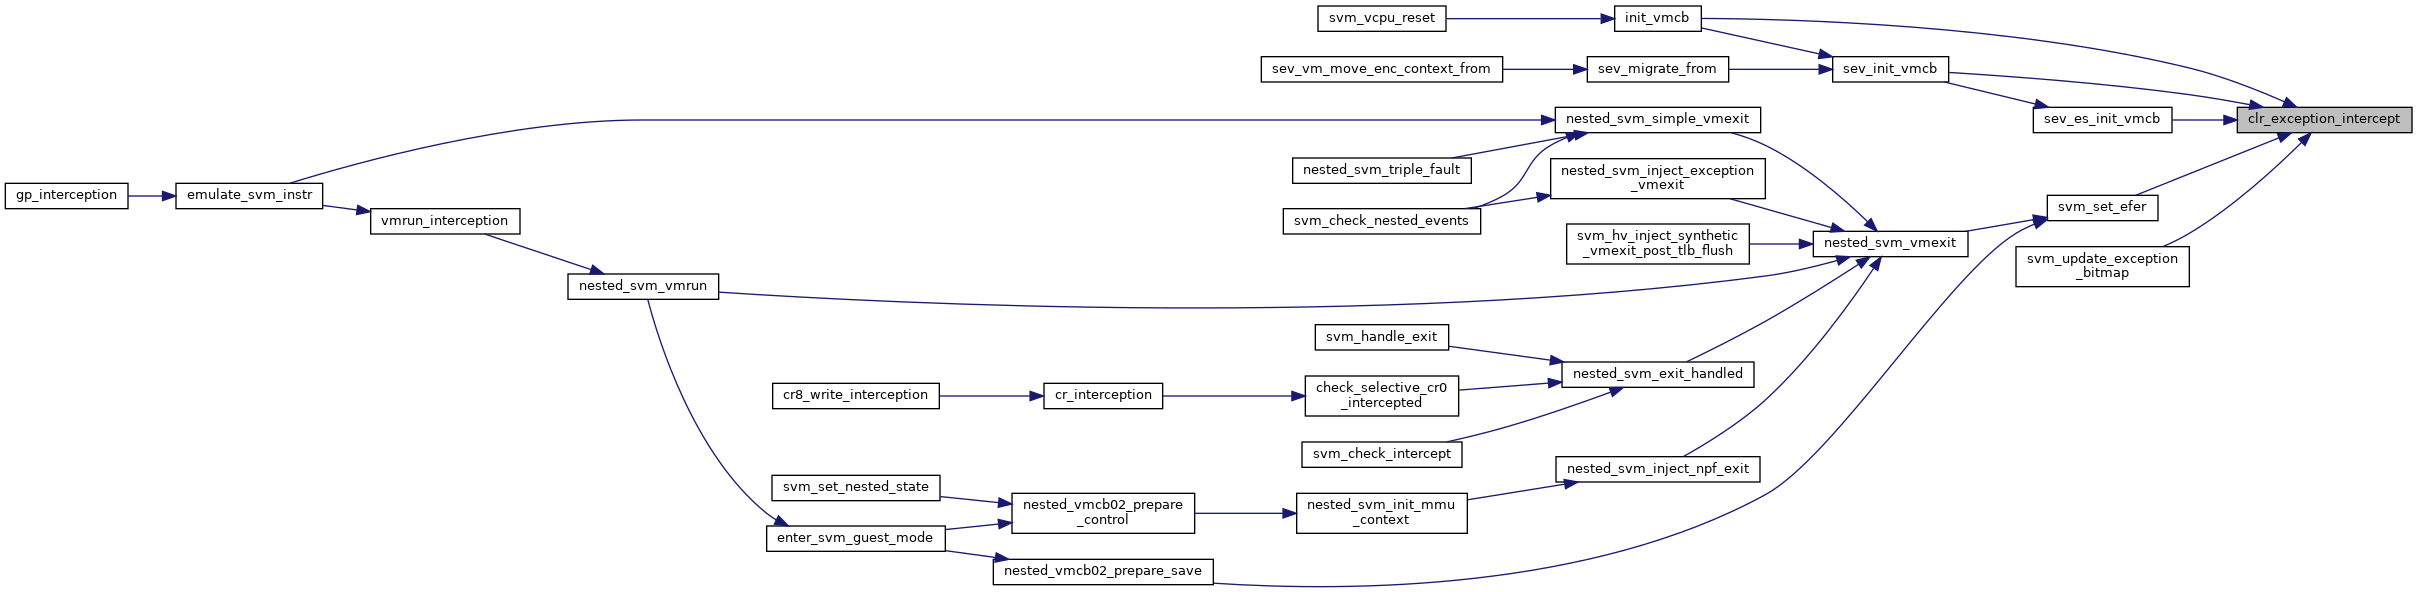 svm_vcpu_reset
init_vmcb
sev_vm_move_enc_context_from
sev_migrate_from
sev_init_vmcb
nested_svm_simple_vmexit
sev_es_init_vmcb
clr_exception_intercept
nested_svm_triple_fault
nested_svm_inject_exception
_vmexit
gp_interception
emulate_svm_instr
vmrun_interception
svm_check_nested_events
svm_set_efer
svm_hv_inject_synthetic
_vmexit_post_tlb_flush
nested_svm_vmexit
svm_update_exception
_bitmap
nested_svm_vmrun
svm_handle_exit
nested_svm_exit_handled
cr8_write_interception
cr_interception
check_selective_cr0
_intercepted
svm_check_intercept
nested_svm_inject_npf_exit
svm_set_nested_state
nested_vmcb02_prepare
_control
nested_svm_init_mmu
_context
enter_svm_guest_mode
nested_vmcb02_prepare_save